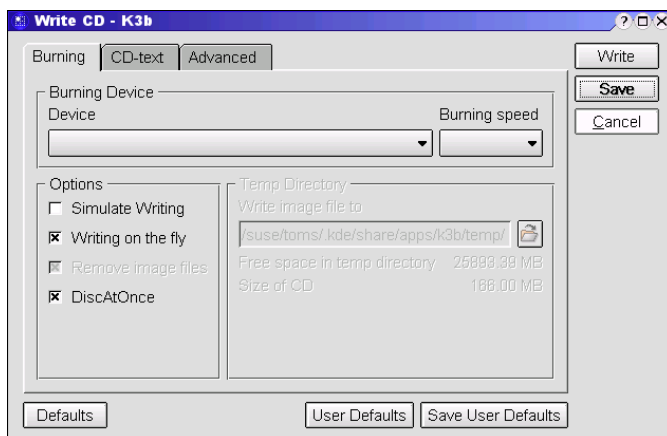 Write CD - K3b
Burning CD-text Advanced
Write
Save
Cancel
Burning Device
Device Burning speed
Options
Simulate Writing
Writing on the fly
Remove image files
DiscAtOnce
Temp Directory
Write image file to
/suse/torns/.kde/share/apps/k3b/temp/
Free space in temp directory 25893.39 MB
Size of CD 166.00 MB
Defaults User Defaults Save User Defaults